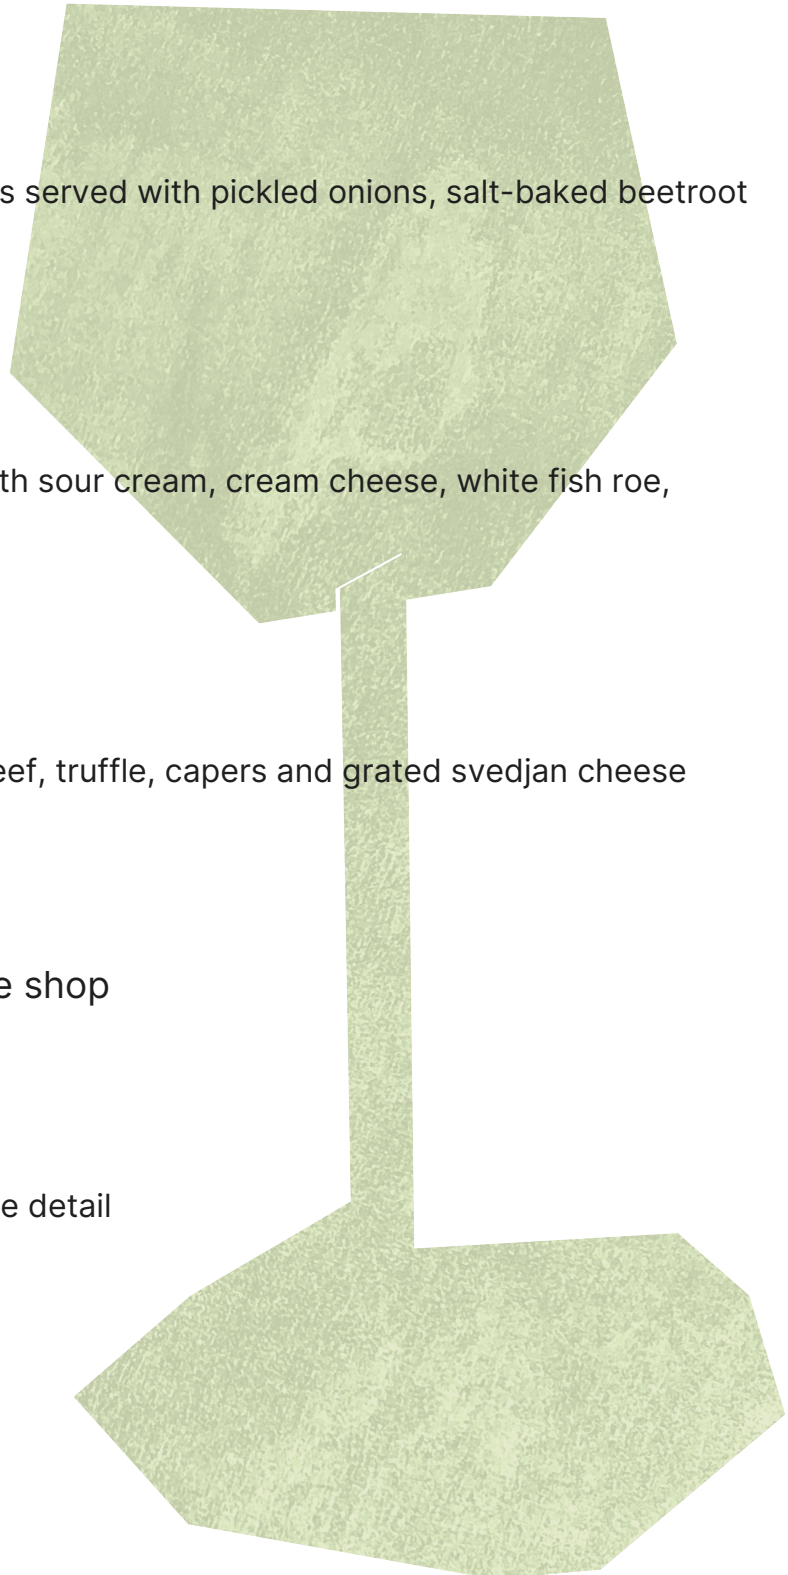 s served with pickled onions, salt-baked beetroot
th sour cream, cream cheese, white fish roe,
eef, truffle, capers and grated svedjan cheese
e shop
e detail